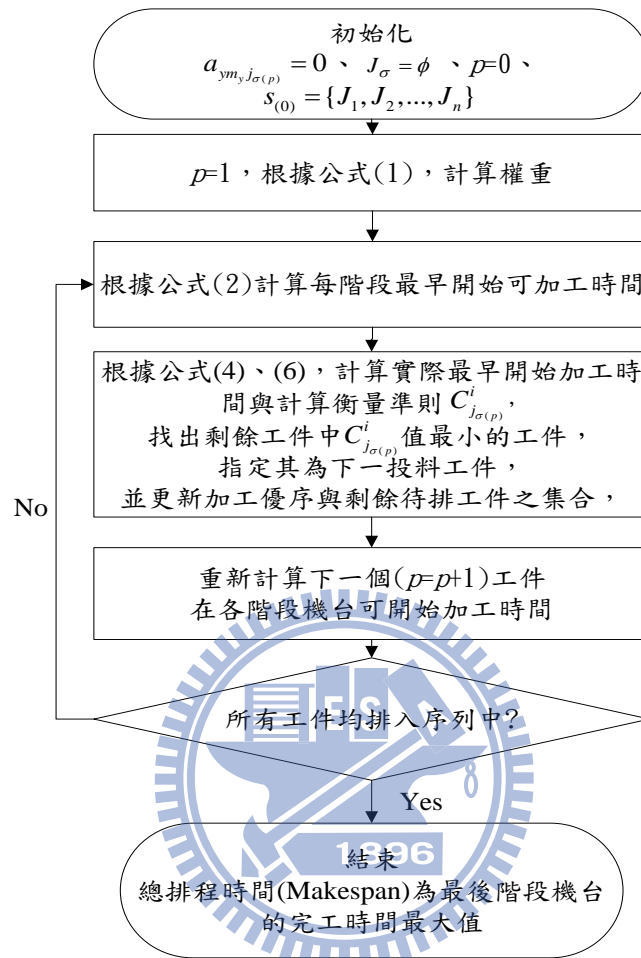 初始化
$a_{ym_y j_{\sigma(p)}} = 0$ 、 $J_\sigma = \phi$ 、p=0、
$s_{(0)} = \{J_1, J_2, ..., J_n\}$
p=1，根據公式(1)，計算權重
根據公式(2)計算每階段最早開始可加工時間
根據公式(4)、(6)，計算實際最早開始加工時
間與計算衡量準則 $C^i_{j_{\sigma(p)}}$，
找出剩餘工件中 $C^i_{j_{\sigma(p)}}$ 值最小的工件，
指定其為下一投料工件，
並更新加工優序與剩餘待排工件之集合，
No
重新計算下一個(p=p+1)工件
在各階段機台可開始加工時間
ES
所有工件均排入序列中?
Yes
1896
結束
總排程時間(Makespan)為最後階段機台
的完工時間最大值